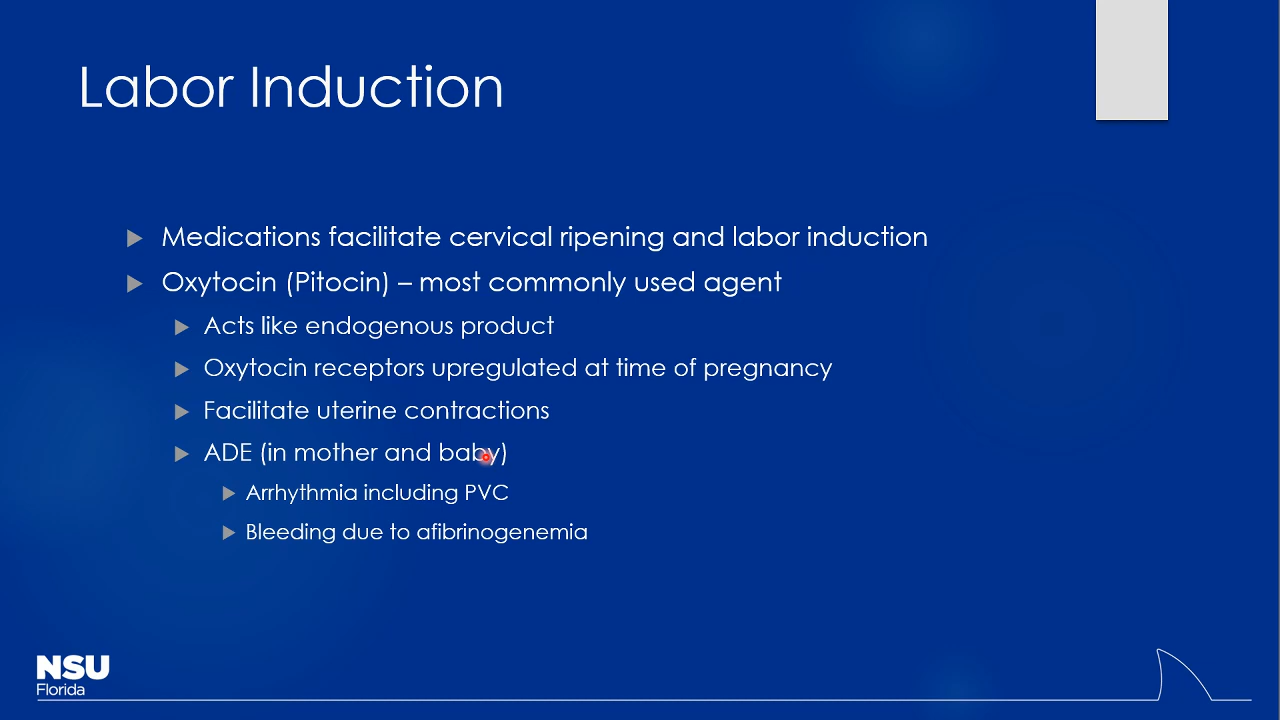 Labor Induction
Medications facilitate cervical ripening and labor induction
Oxytocin (Pitocin) – most commonly used agent
Acts like endogenous product
Oxytocin receptors upregulated at time of pregnancy
Facilitate uterine contractions
ADE (in mother and baby)
Arrhythmia including PVC
Bleeding due to afibrinogenemia
NSU
Florida